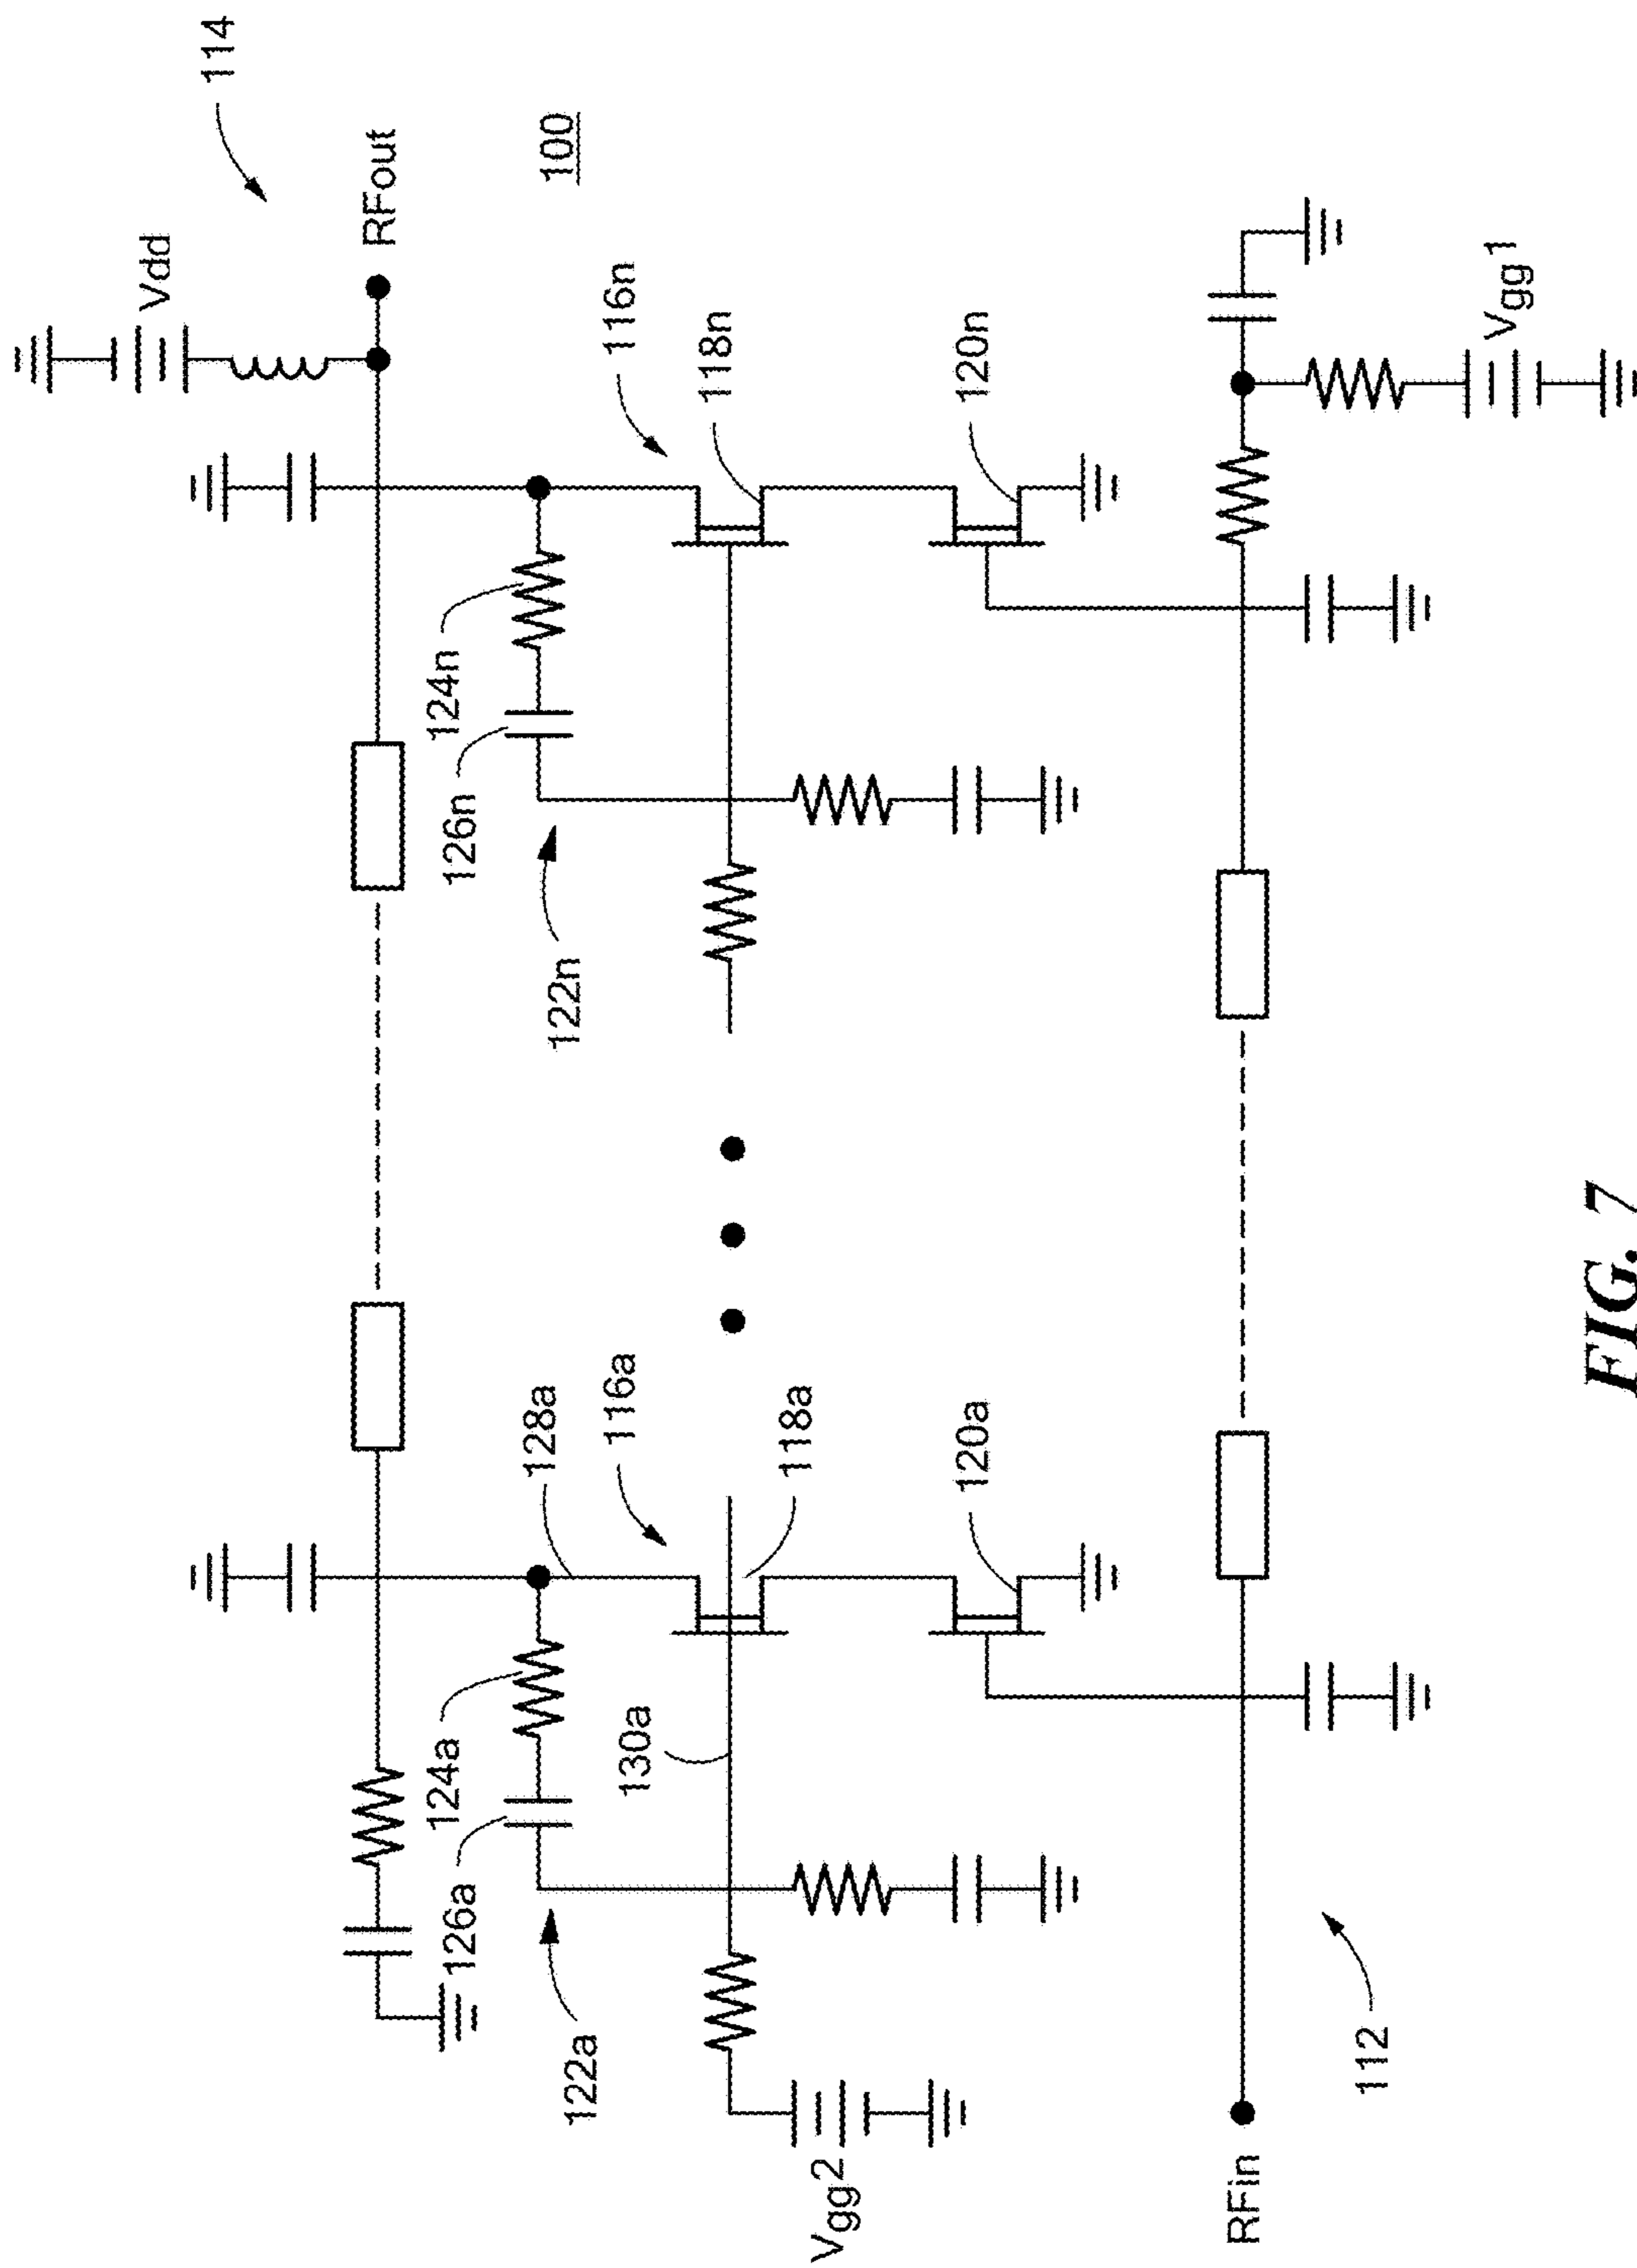 114
Vdd
RFout
100
116n
124n
118n
126n
122n
120n
Vgg1
128a
116a
124a
118a
126a
130a
122a
120a
Vgg2
RFin
112
FIG. 7